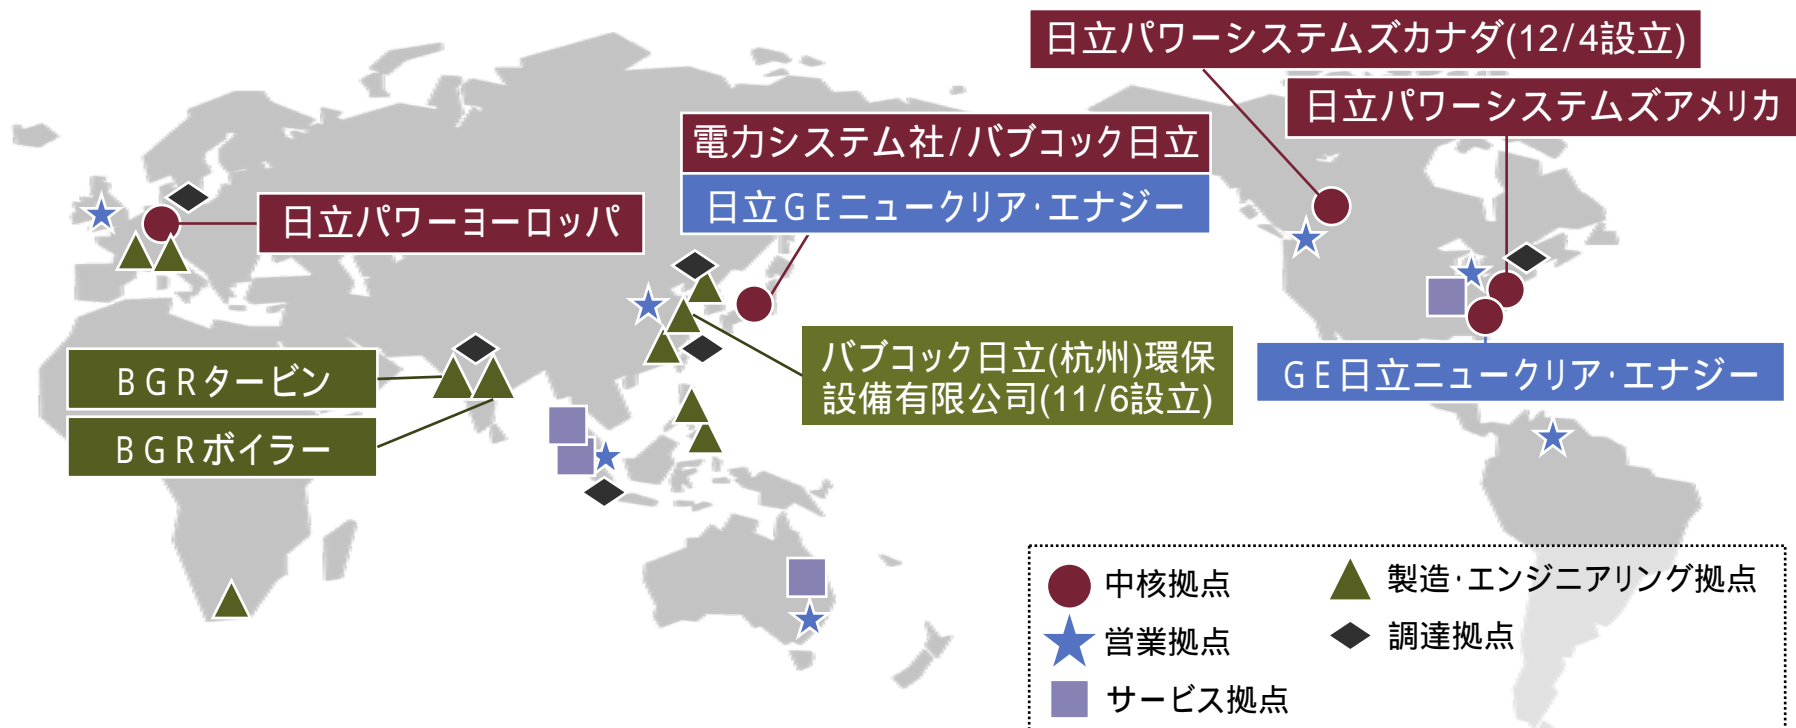 日立パワーシステムズカナダ(12/4設立)
日立パワーシステムズアメリカ
電力システム社/バブコック日立
日立GEニュークリア・エナジー
日立パワーヨーロッパ
バブコック日立(杭州)環保
設備有限公司(11/6設立)
GE日立ニュークリア・エナジー
BGRタービン
BGRボイラー
中核拠点
製造・エンジニアリング拠点
営業拠点
調達拠点
サービス拠点